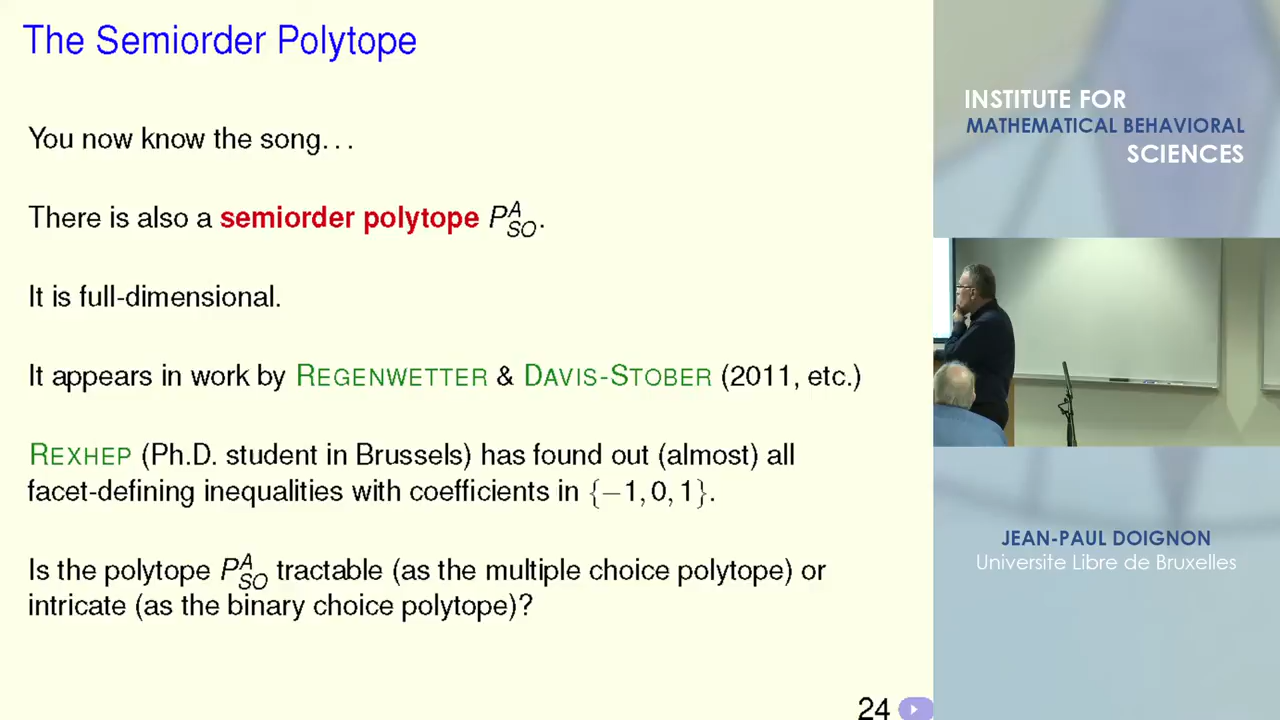 The Semiorder Polytope
You now know the song...
There is also a semiorder polytope P^A_SO.
It is full-dimensional.
It appears in work by REGENWETTER & DAVIS-STOBER (2011, etc.)
REXHEP (Ph.D. student in Brussels) has found out (almost) all
facet-defining inequalities with coefficients in {−1, 0, 1}.
Is the polytope P^A_SO tractable (as the multiple choice polytope) or
intricate (as the binary choice polytope)?
24
INSTITUTE FOR
MATHEMATICAL BEHAVIORAL
SCIENCES
JEAN-PAUL DOIGNON
Universite Libre de Bruxelles